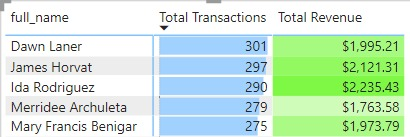 full_name Total Transactions Total Revenue
Dawn Laner 301 $1,995.21
James Horvat 297 $2,121.31
Ida Rodriguez 290 $2,235.43
Merridee Archuleta 279 $1,763.58
Mary Francis Benigar 275 $1,973.79